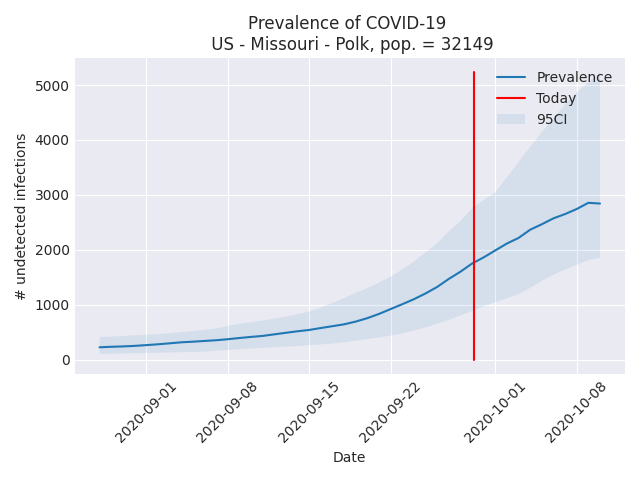 Prevalence of COVID-19
US - Missouri - Polk, pop. = 32149
Prevalence
Today
95CI
# undetected infections
5000
4000
3000
2000
1000
0
2020-09-01
2020-09-08
2020-09-15
2020-09-22
2020-10-01
2020-10-08
Date